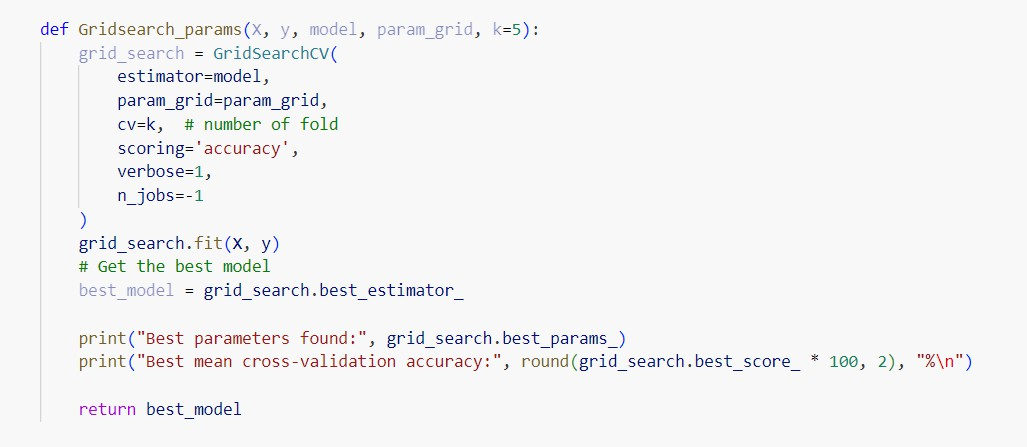 def Gridsearch_params(X, y, model, param_grid, k=5):
    grid_search = GridSearchCV(
        estimator=model,
        param_grid=param_grid,
        cv=k,  # number of fold
        scoring='accuracy',
        verbose=1,
        n_jobs=-1
    )
    grid_search.fit(X, y)
    # Get the best model
    best_model = grid_search.best_estimator_

    print("Best parameters found:", grid_search.best_params_)
    print("Best mean cross-validation accuracy:", round(grid_search.best_score_ * 100, 2), "%\n")

    return best_model